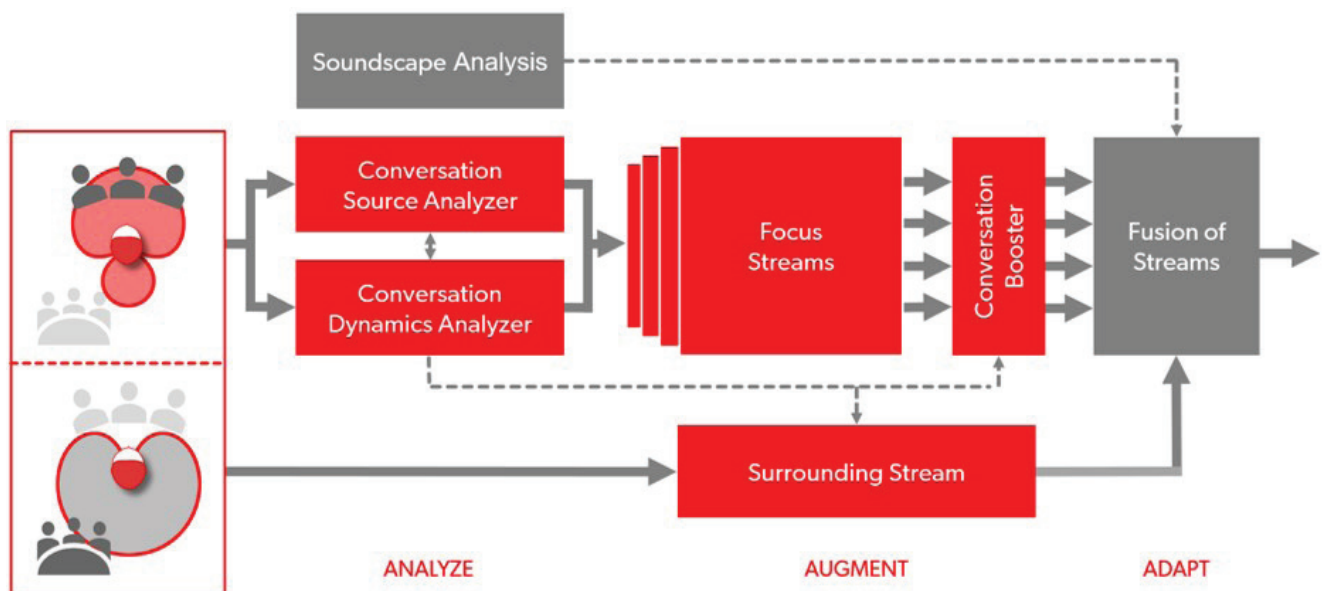 Soundscape Analysis
Conversation
Source Analyzer
Conversation
Dynamics Analyzer
Focus
Streams
Conversation
Booster
Fusion of
Streams
Surrounding Stream
ANALYZE
AUGMENT
ADAPT